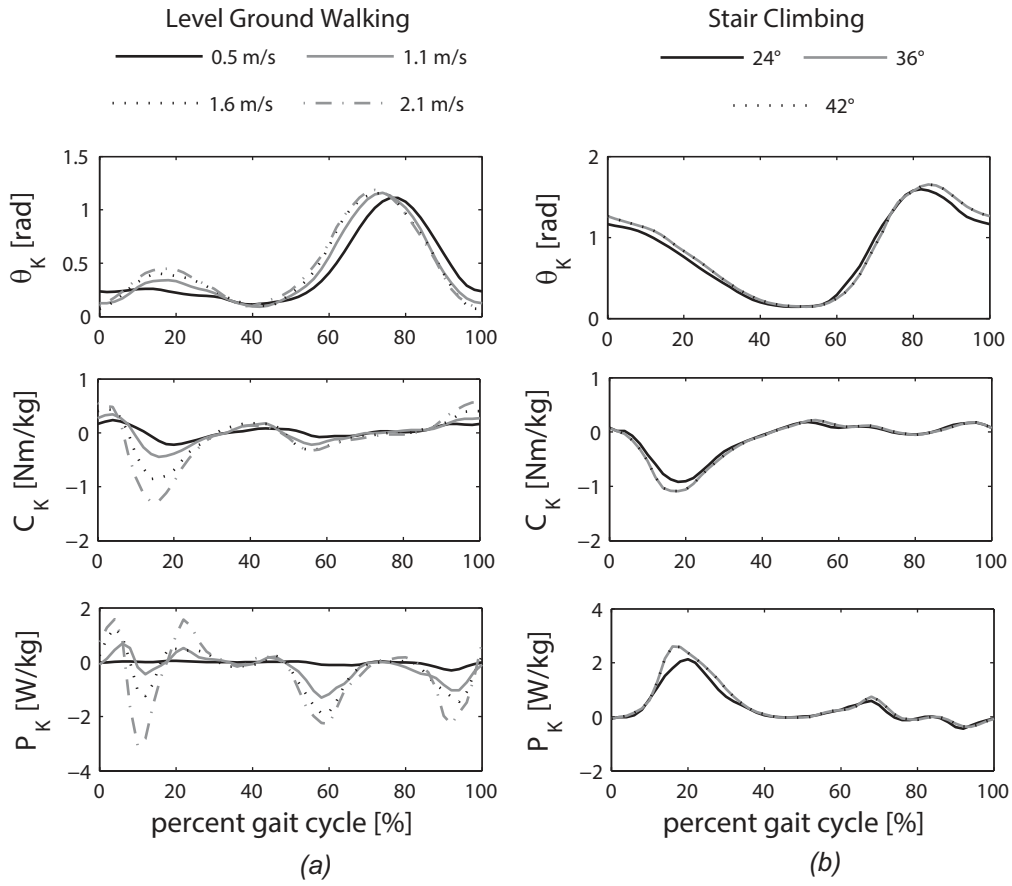 Level Ground Walking
0.5 m/s
1.1 m/s
1.6 m/s
2.1 m/s
1.5
1
0.5
0
θK [rad]
0 20 40 60 80 100
1
0
−1
−2
CK [Nm/kg]
0 20 40 60 80 100
2
0
−2
−4
PK [W/kg]
0 20 40 60 80 100
percent gait cycle [%]
(a)
Stair Climbing
24°
36°
42°
2
1
0
θK [rad]
0 20 40 60 80 100
1
0
−1
−2
CK [Nm/kg]
0 20 40 60 80 100
4
2
0
−2
PK [W/kg]
0 20 40 60 80 100
percent gait cycle [%]
(b)